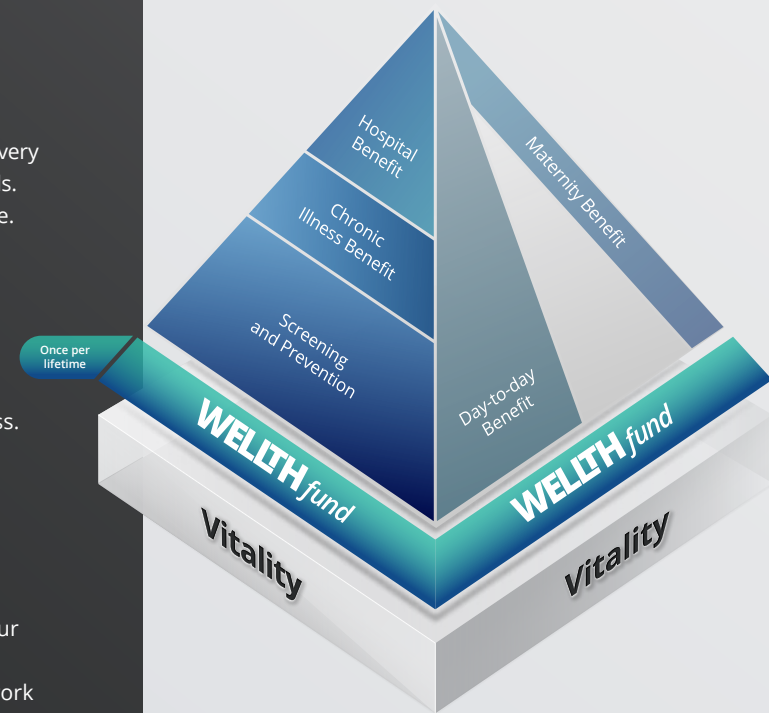 very
s.
e.
Hospital
Benefit
Maternity Benefit
Chronic
Illness Benefit
Screening
and Prevention
Once per
lifetime
Day-to-day
Benefit
ss.
WELLTH fund
WELLTH fund
Vitality
Vitality
ur
ork